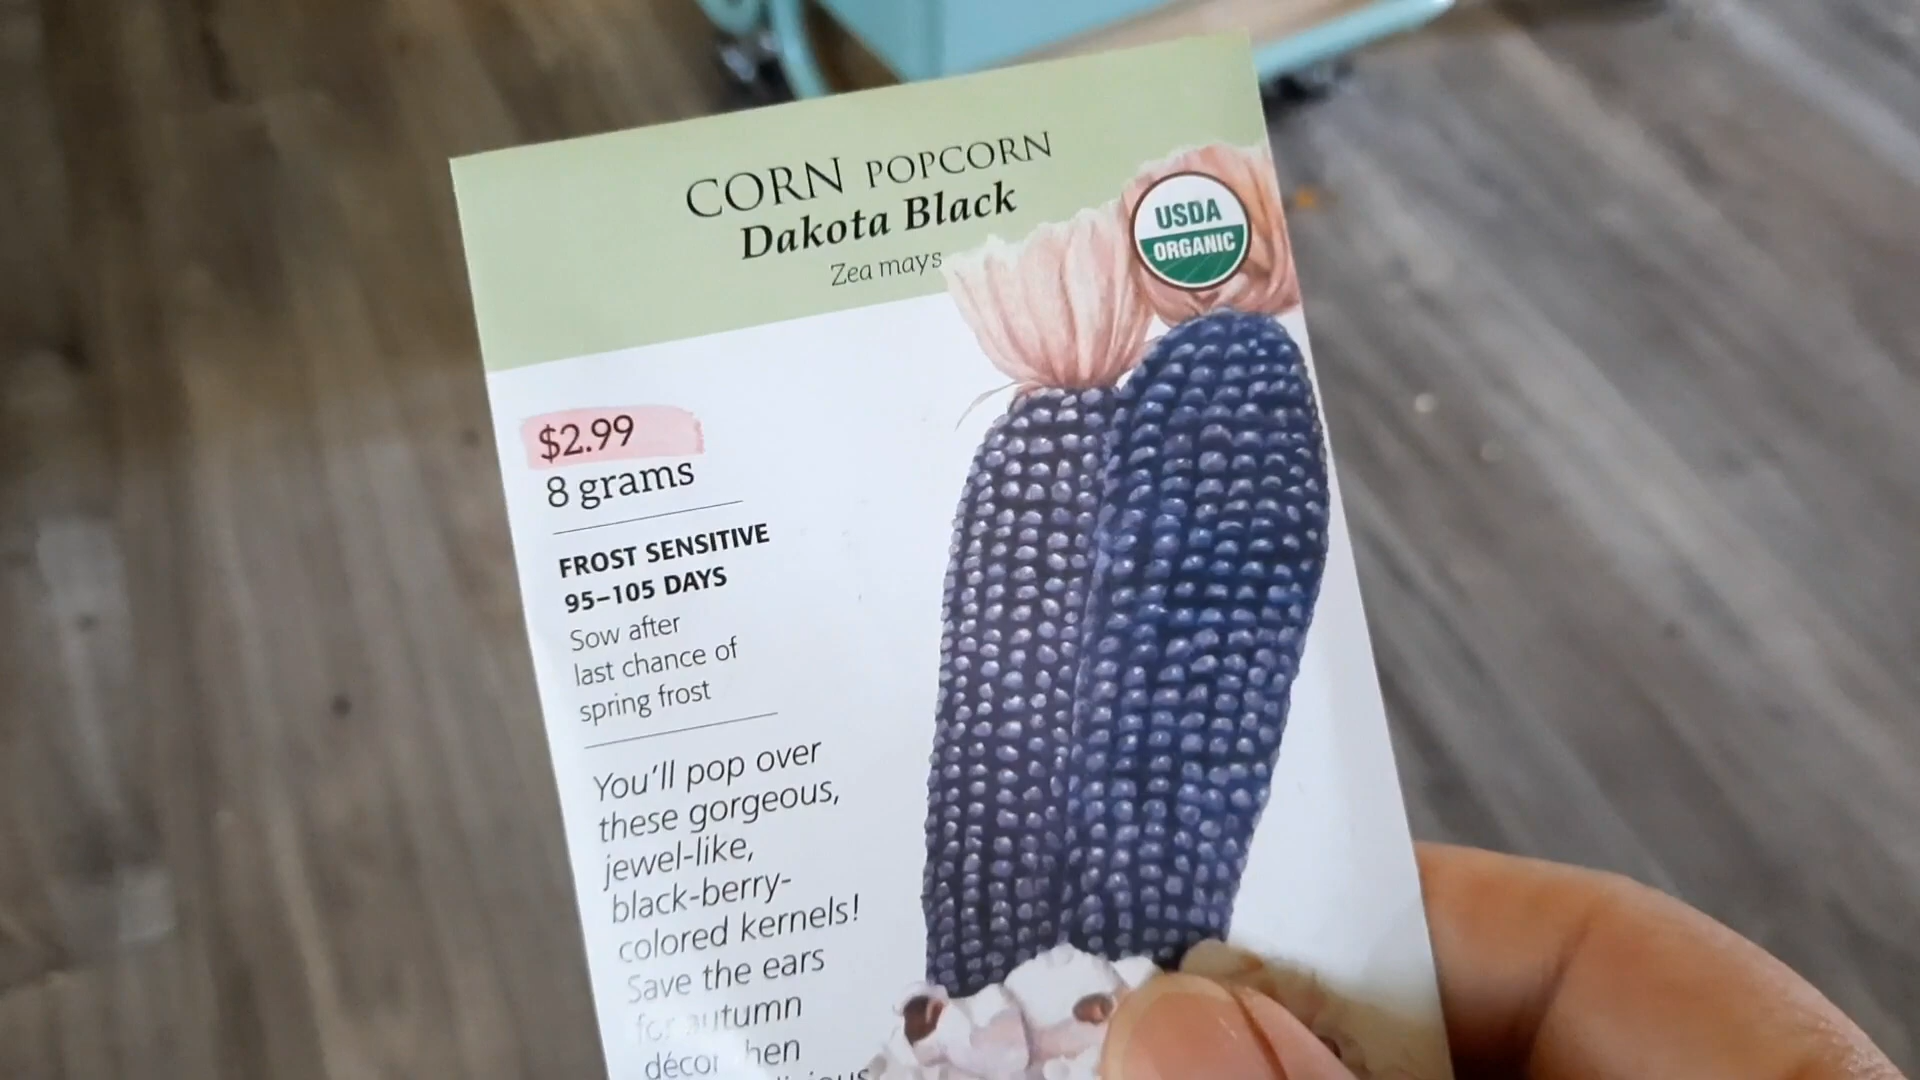 CORN POPCORN
Dakota Black
Zea mays
USDA
ORGANIC
$2.99
8 grams
FROST SENSITIVE
95–105 DAYS
Sow after
last chance of
spring frost
You'll pop over
these gorgeous,
jewel-like,
black-berry-
colored kernels!
Save the ears
for autumn
décor